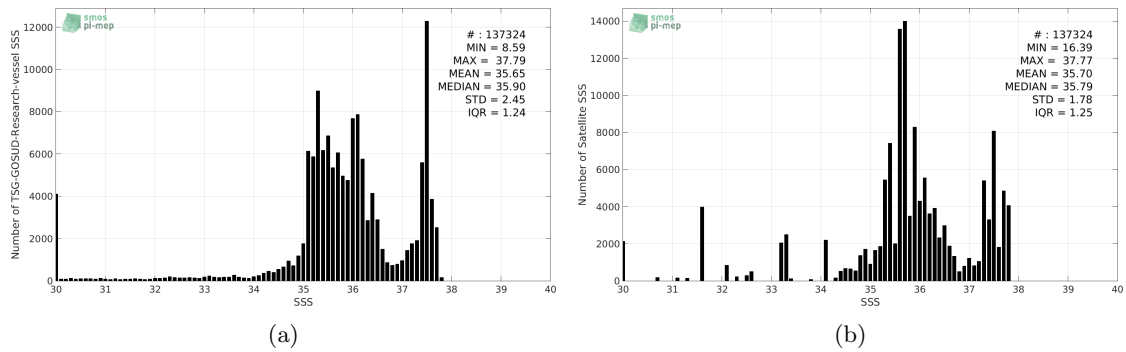 smos
pi-mep
# : 137324
MIN = 8.59
MAX = 37.79
MEAN = 35.65
MEDIAN = 35.90
STD = 2.45
IQR = 1.24
Number of TSG-GOSUD-Research-vessel SSS
12000
10000
8000
6000
4000
2000
0
30 31 32 33 34 35 36 37 38 39 40
SSS
(a)
smos
pi-mep
# : 137324
MIN = 16.39
MAX = 37.77
MEAN = 35.70
MEDIAN = 35.79
STD = 1.78
IQR = 1.25
Number of Satellite SSS
14000
12000
10000
8000
6000
4000
2000
0
30 31 32 33 34 35 36 37 38 39 40
SSS
(b)